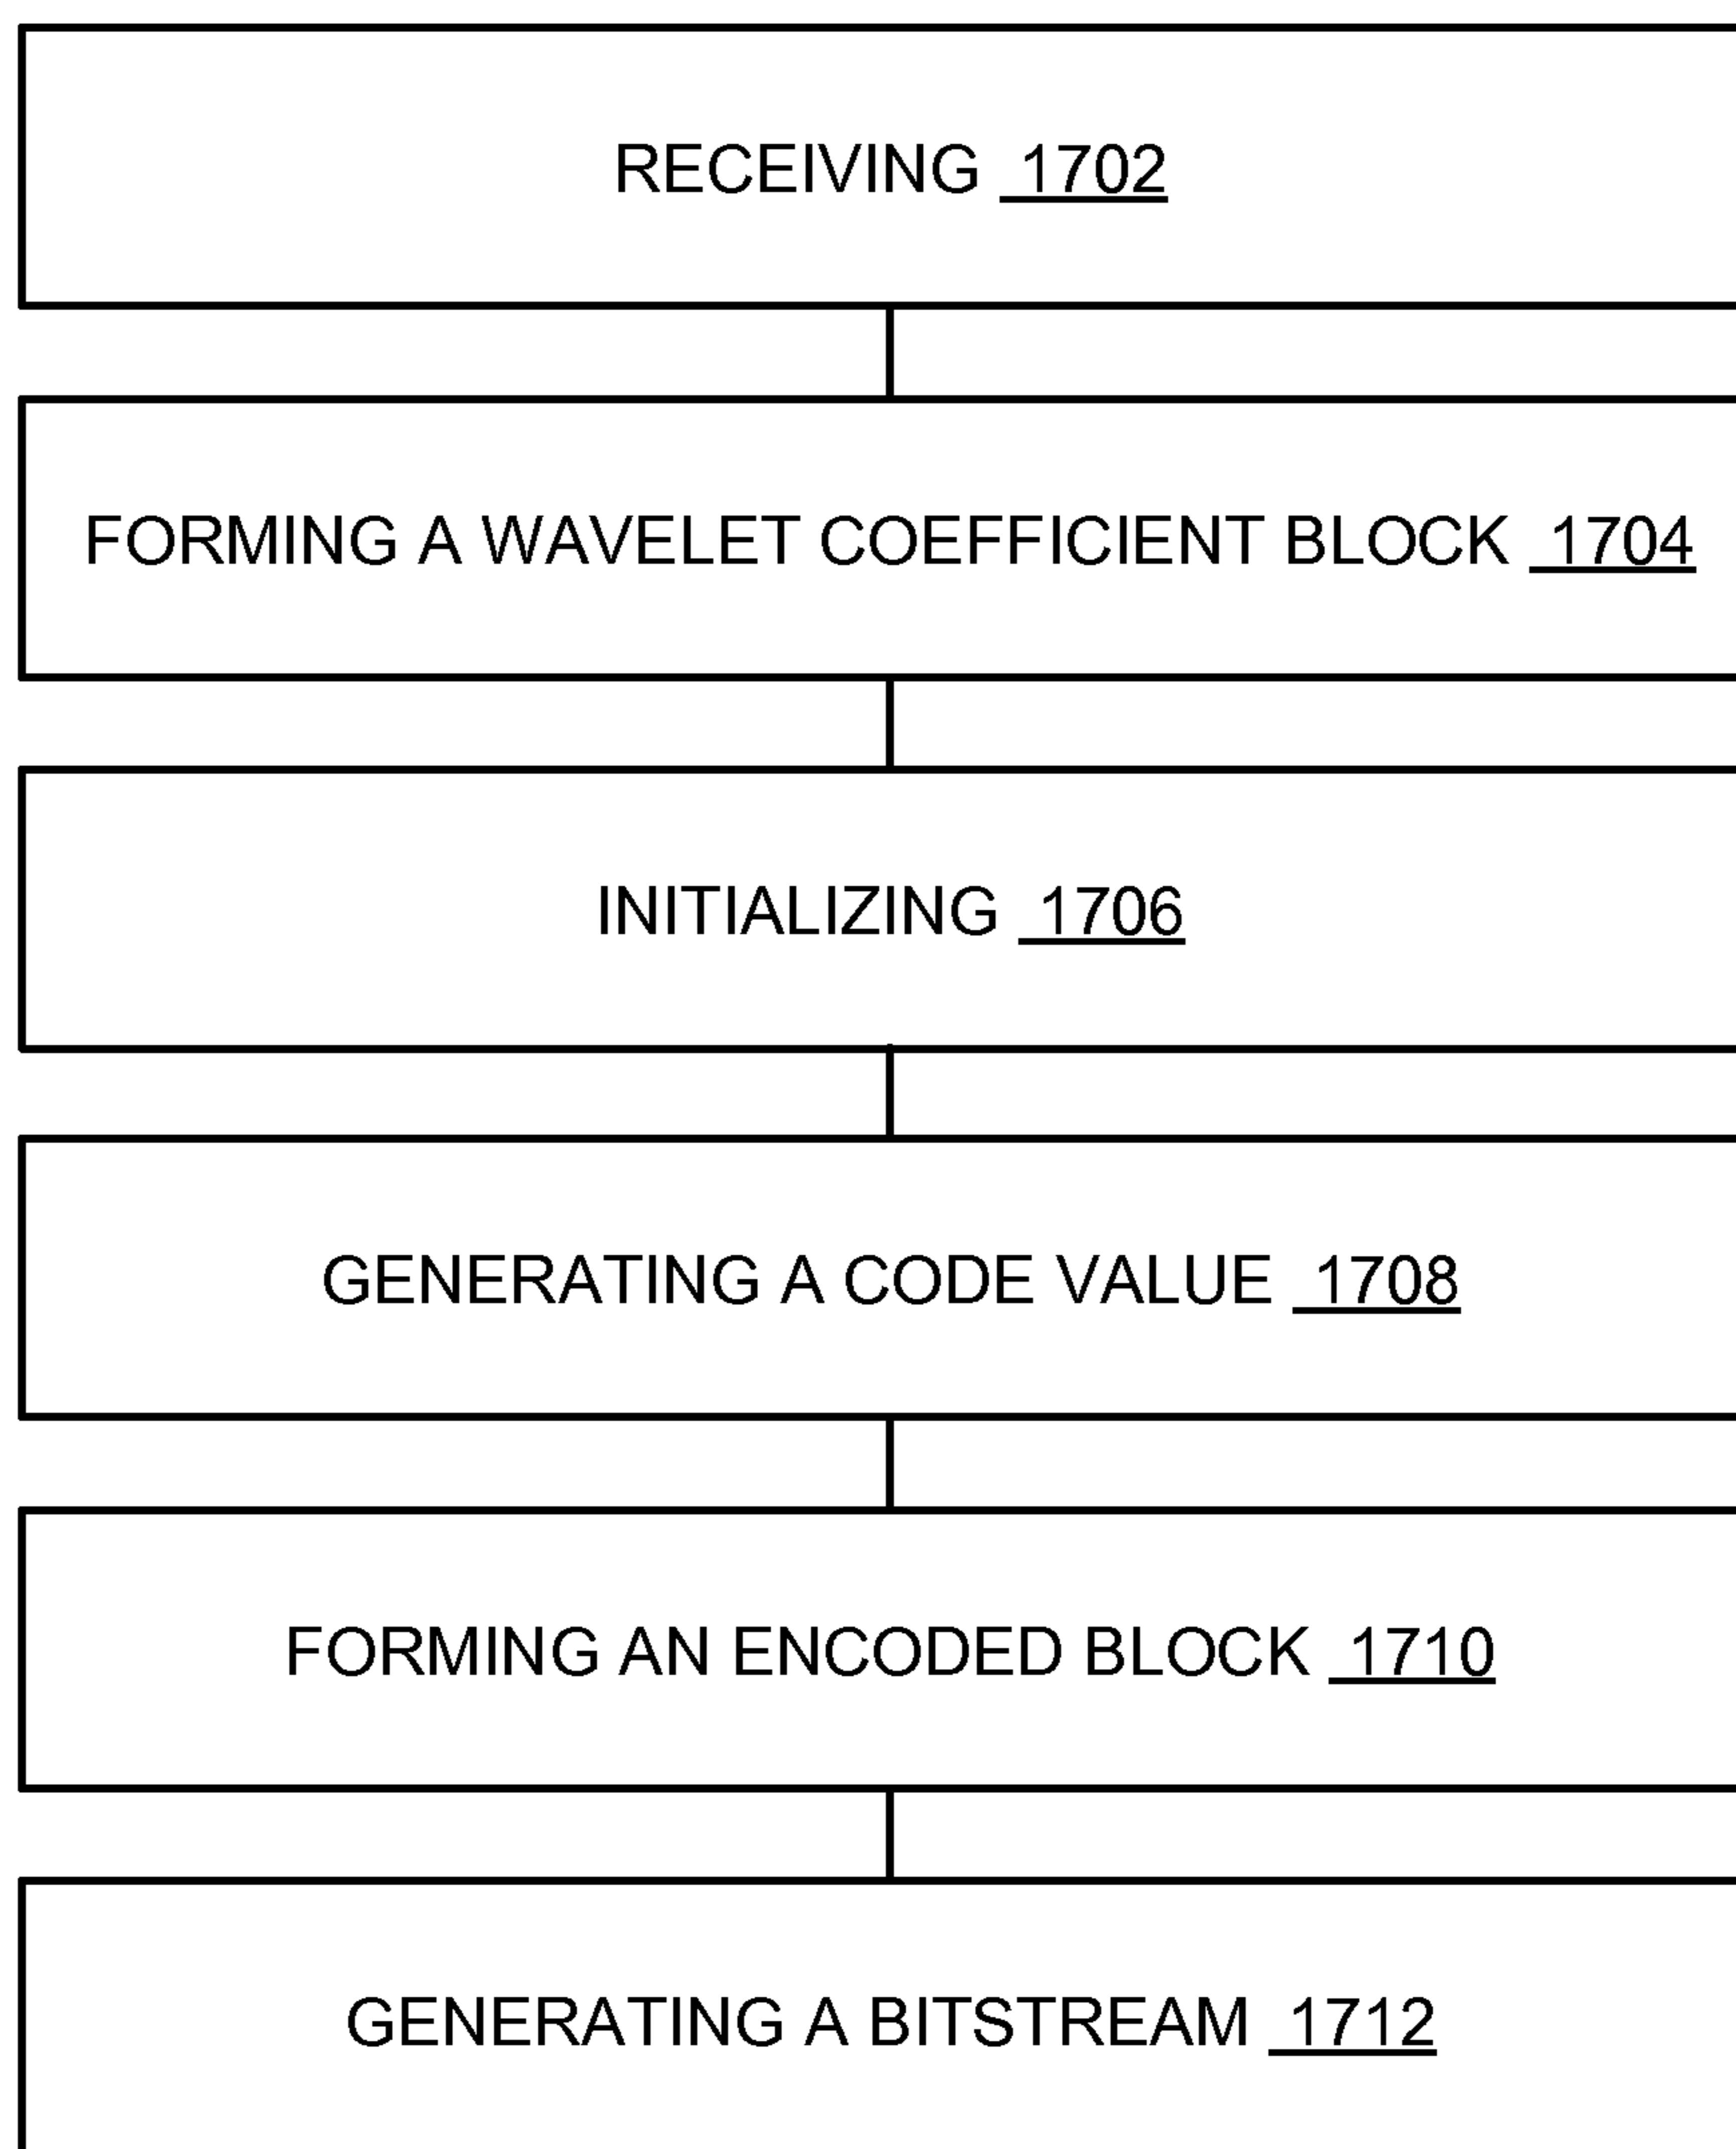 RECEIVING 1702
FORMING A WAVELET COEFFICIENT BLOCK 1704
INITIALIZING 1706
GENERATING A CODE VALUE 1708
FORMING AN ENCODED BLOCK 1710
GENERATING A BITSTREAM 1712